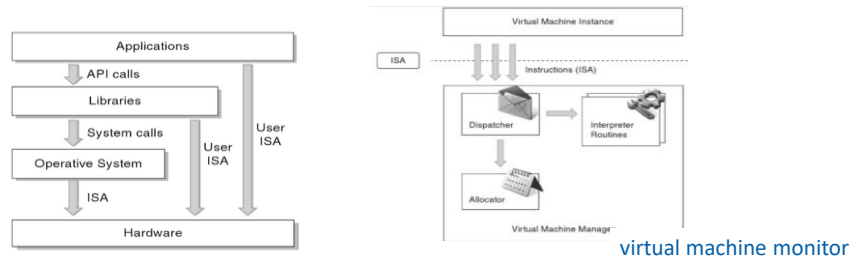 Applications
API calls
Libraries
System calls
User
ISA
User
ISA
Operative System
ISA
Hardware
Virtual Machine Instance
ISA
Instructions (ISA)
Dispatcher
Interpreter
Routines
Allocator
Virtual Machine
virtual machine monitor